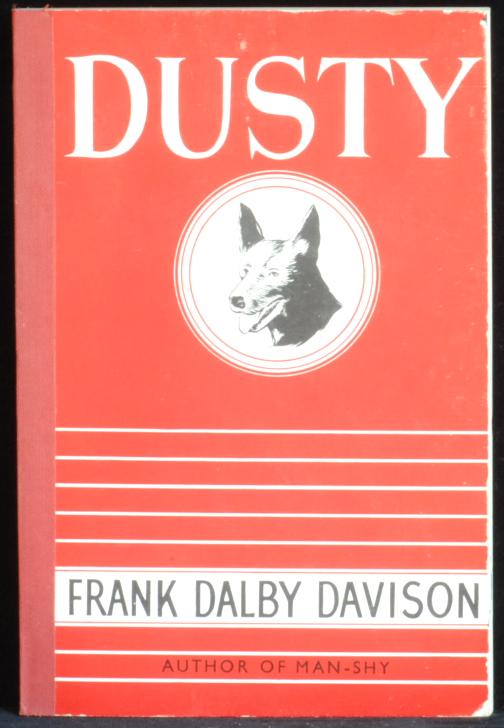 DUSTY
FRANK DALBY DAVISON
AUTHOR OF MAN-SHY